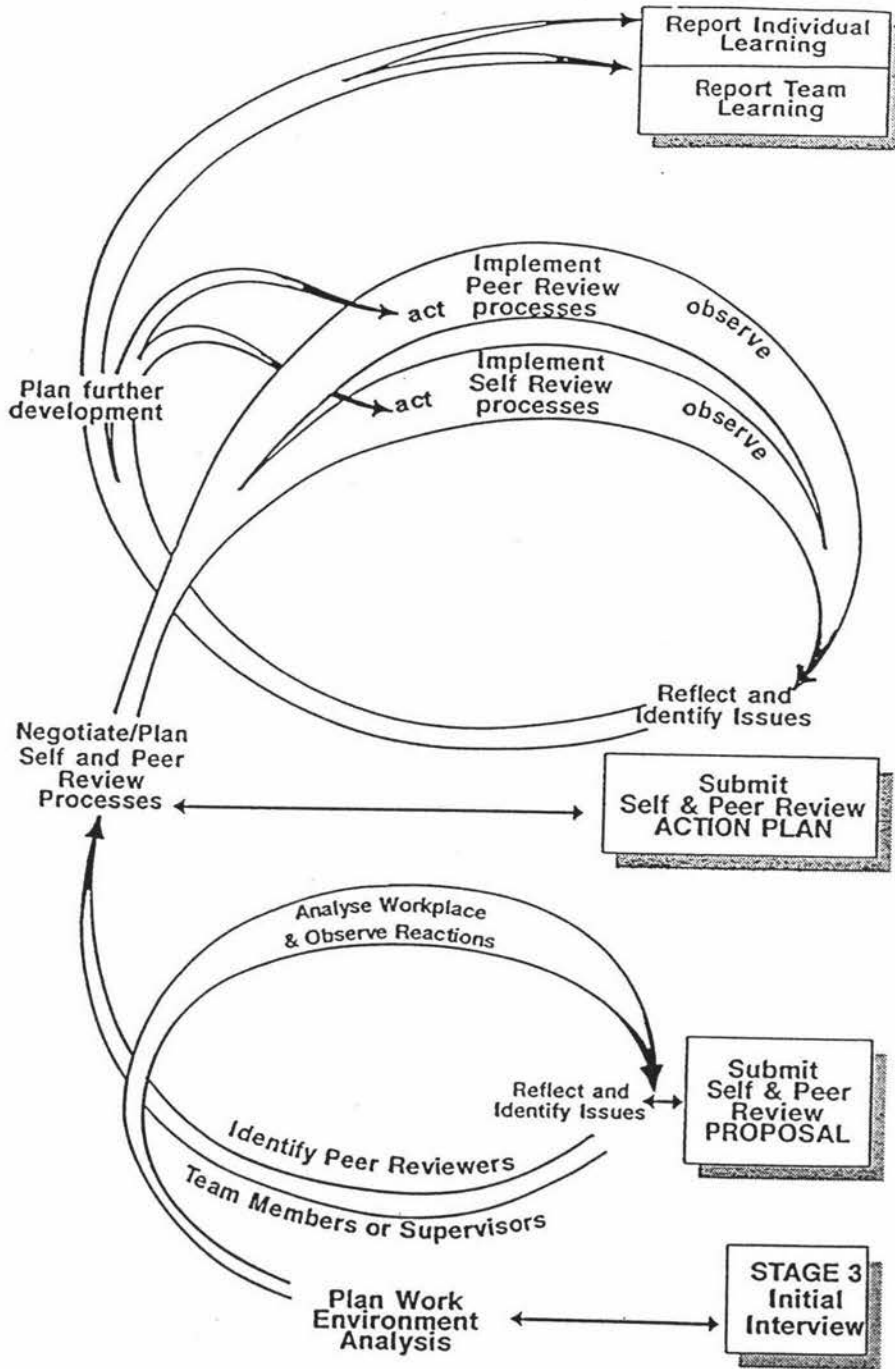 Report Individual
Learning
Report Team
Learning
Implement
Peer Review
processes
act
observe
Implement
Self Review
processes
act
observe
Plan further
development
Reflect and
Identify Issues
Negotiate/Plan
Self and Peer
Review
Processes
Submit
Self & Peer Review
ACTION PLAN
Analyse Workplace
& Observe Reactions
Reflect and
Identify Issues
Submit
Self & Peer
Review
PROPOSAL
Identify Peer Reviewers
Team Members or Supervisors
Plan Work
Environment
Analysis
STAGE 3
Initial
Interview